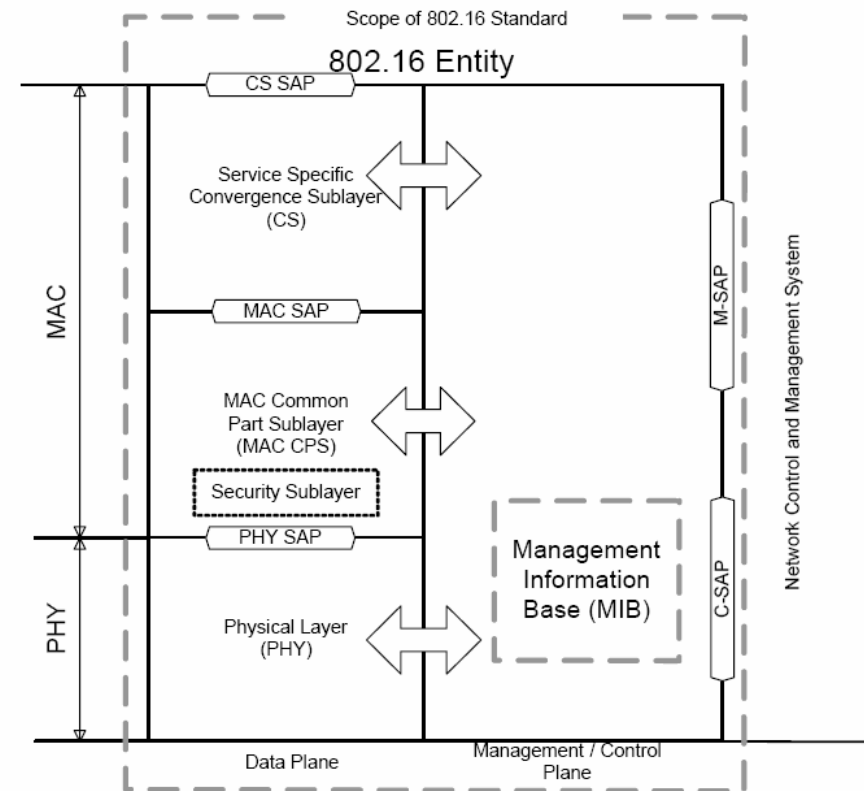 Scope of 802.16 Standard
802.16 Entity
CS SAP
Service Specific
Convergence Sublayer
(CS)
MAC SAP
MAC
MAC Common
Part Sublayer
(MAC CPS)
Security Sublayer
PHY SAP
PHY
Physical Layer
(PHY)
Management
Information
Base (MIB)
M-SAP
C-SAP
Network Control and Management System
Data Plane
Management / Control
Plane